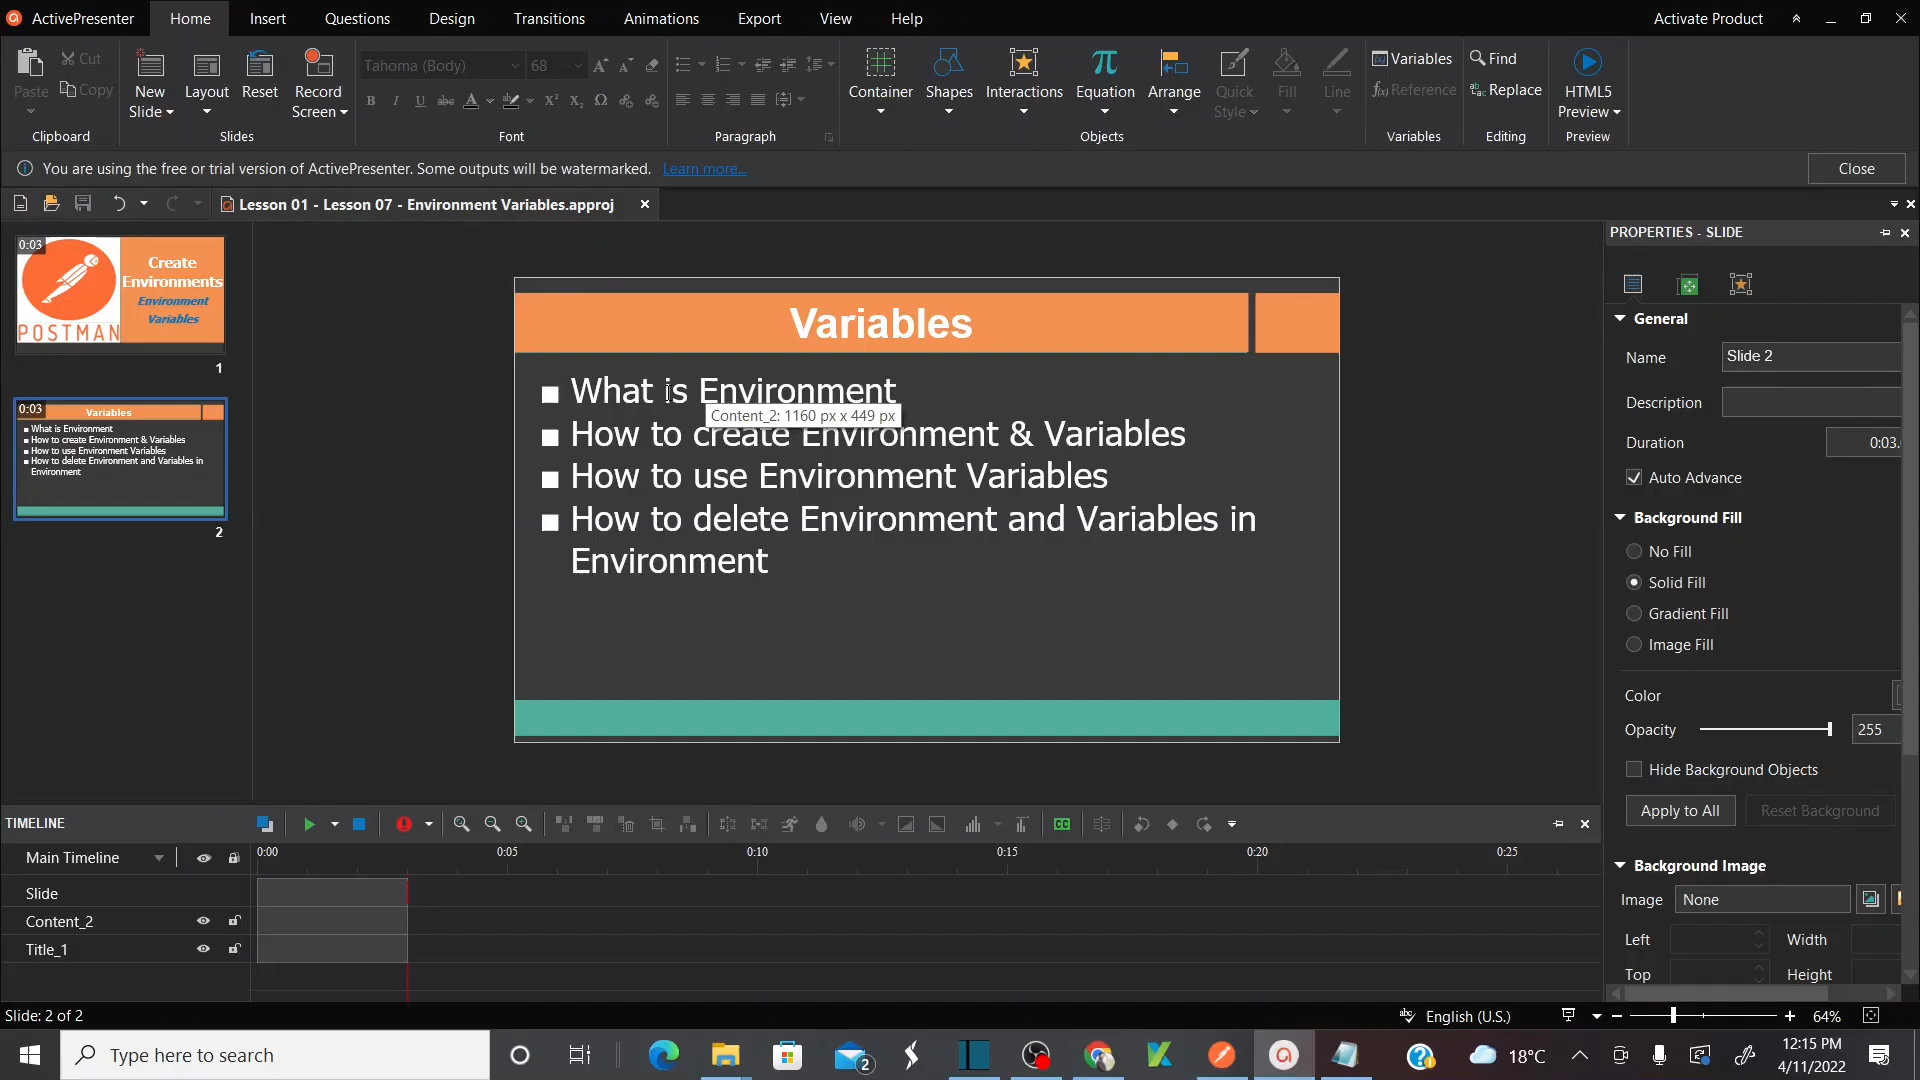 ActivePresenter
Home
Insert
Questions
Design
Transitions
Animations
Export
View
Help
Activate Product
Paste
Cut
Copy
Clipboard
New
Slide
Layout
Reset
Record
Screen
Slides
Tahoma (Body)
68
Font
Paragraph
Container
Shapes
Interactions
Equation
Arrange
Quick
Style
Fill
Line
Objects
Variables
Reference
Variables
Find
Replace
Editing
HTML5
Preview
Preview
You are using the free or trial version of ActivePresenter. Some outputs will be watermarked. Learn more...
Close
Lesson 01 - Lesson 07 - Environment Variables.approj
0:03
Create
Environments
Environment
Variables
POSTMAN
1
0:03
Variables
What is Environment
How to create Environment & Variables
How to use Environment Variables
How to delete Environment and Variables in
Environment
2
Variables
What is Environment
Content_2: 1160 px x 449 px
How to create Environment & Variables
How to use Environment Variables
How to delete Environment and Variables in
Environment
PROPERTIES - SLIDE
General
Name
Slide 2
Description
Duration
0:03.
Auto Advance
Background Fill
No Fill
Solid Fill
Gradient Fill
Image Fill
Color
Opacity
255
Hide Background Objects
Apply to All
Reset Background
Background Image
Image
None
Left
Width
Top
Height
TIMELINE
CC
Main Timeline
0:00
0:05
0:10
0:15
0:20
0:25
Slide
Content_2
Title_1
Slide: 2 of 2
English (U.S.)
64%
Type here to search
2
18°C
12:15 PM
4/11/2022